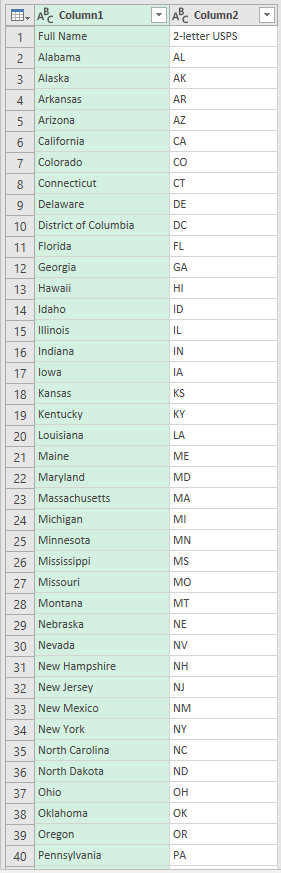 ABC Column1 ABC Column2
1 Full Name 2-letter USPS
2 Alabama AL
3 Alaska AK
4 Arkansas AR
5 Arizona AZ
6 California CA
7 Colorado CO
8 Connecticut CT
9 Delaware DE
10 District of Columbia DC
11 Florida FL
12 Georgia GA
13 Hawaii HI
14 Idaho ID
15 Illinois IL
16 Indiana IN
17 Iowa IA
18 Kansas KS
19 Kentucky KY
20 Louisiana LA
21 Maine ME
22 Maryland MD
23 Massachusetts MA
24 Michigan MI
25 Minnesota MN
26 Mississippi MS
27 Missouri MO
28 Montana MT
29 Nebraska NE
30 Nevada NV
31 New Hampshire NH
32 New Jersey NJ
33 New Mexico NM
34 New York NY
35 North Carolina NC
36 North Dakota ND
37 Ohio OH
38 Oklahoma OK
39 Oregon OR
40 Pennsylvania PA